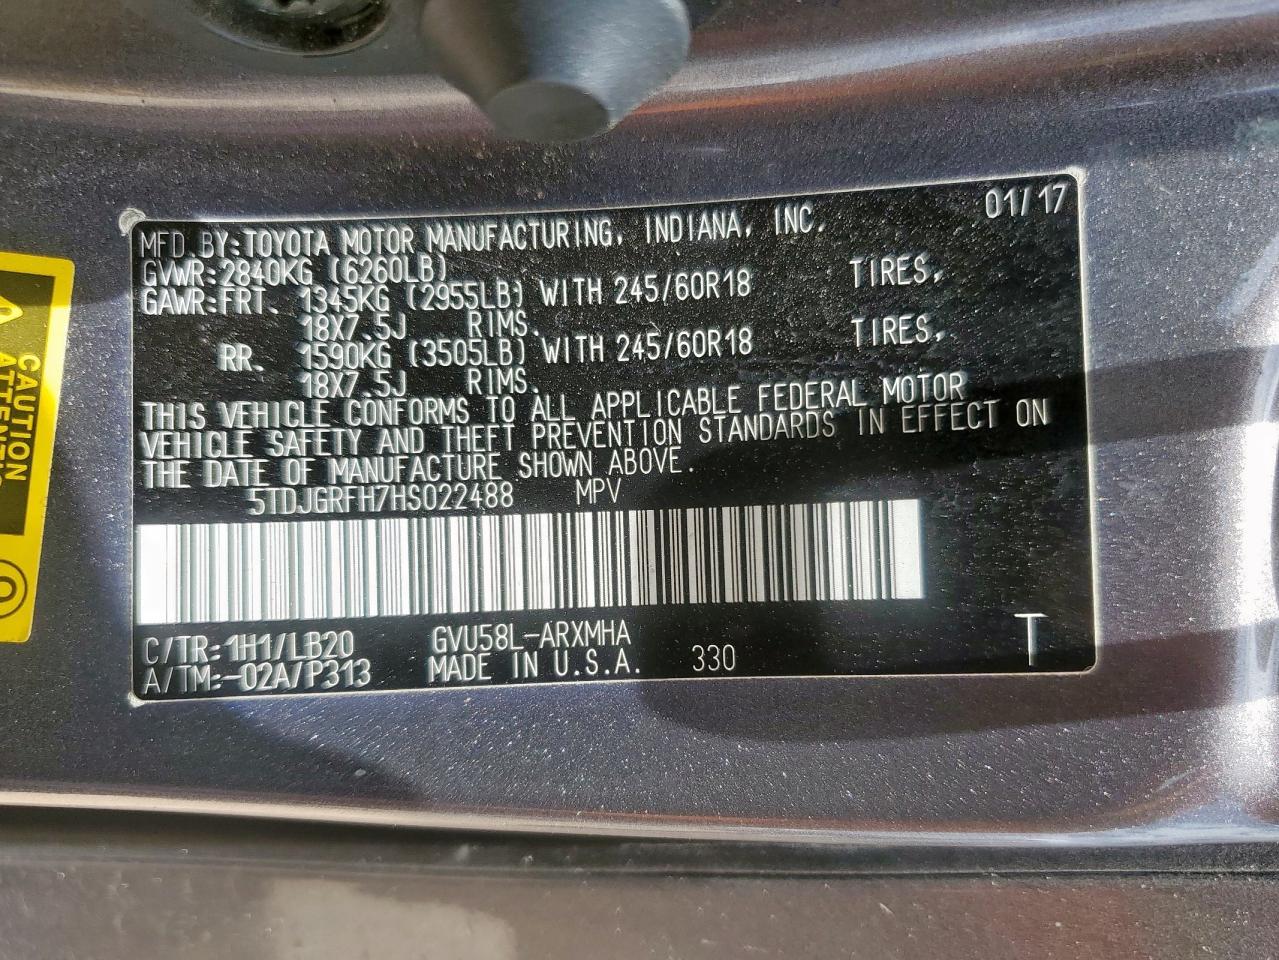 01/17
MFD.BY:TOYOTA MOTOR MANUFACTURING, INDIANA, INC.
GVWR:2840KG (6260LB)
GAWR:FRT. 1345KG (2955LB) WITH 245/60R18 TIRES,
18X7.5J RIMS.
RR. 1590KG (3505LB) WITH 245/60R18 TIRES,
18X7.5J RIMS.
THIS VEHICLE CONFORMS TO ALL APPLICABLE FEDERAL MOTOR
VEHICLE SAFETY AND THEFT PREVENTION STANDARDS IN EFFECT ON
THE DATE OF MANUFACTURE SHOWN ABOVE.
5TDJGRFH7HS022488 MPV
C/TR:1H1/LB20 GVU58L-ARXMHA
A/TM:-02A/P313 MADE IN U.S.A. 330 T
CAUTION